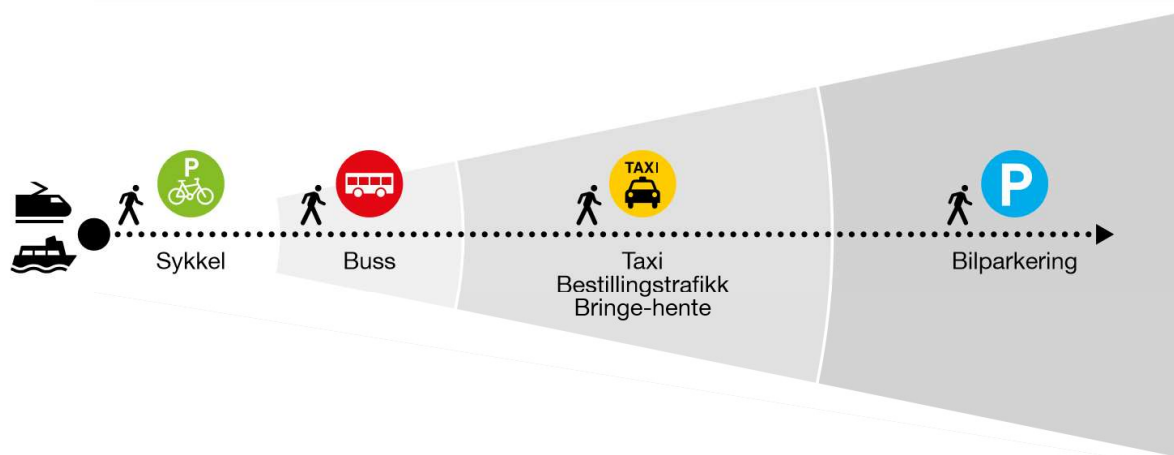 P
TAXI
P
Sykkel
Buss
Taxi
Bestillingstrafikk
Bringe-hente
Bilparkering